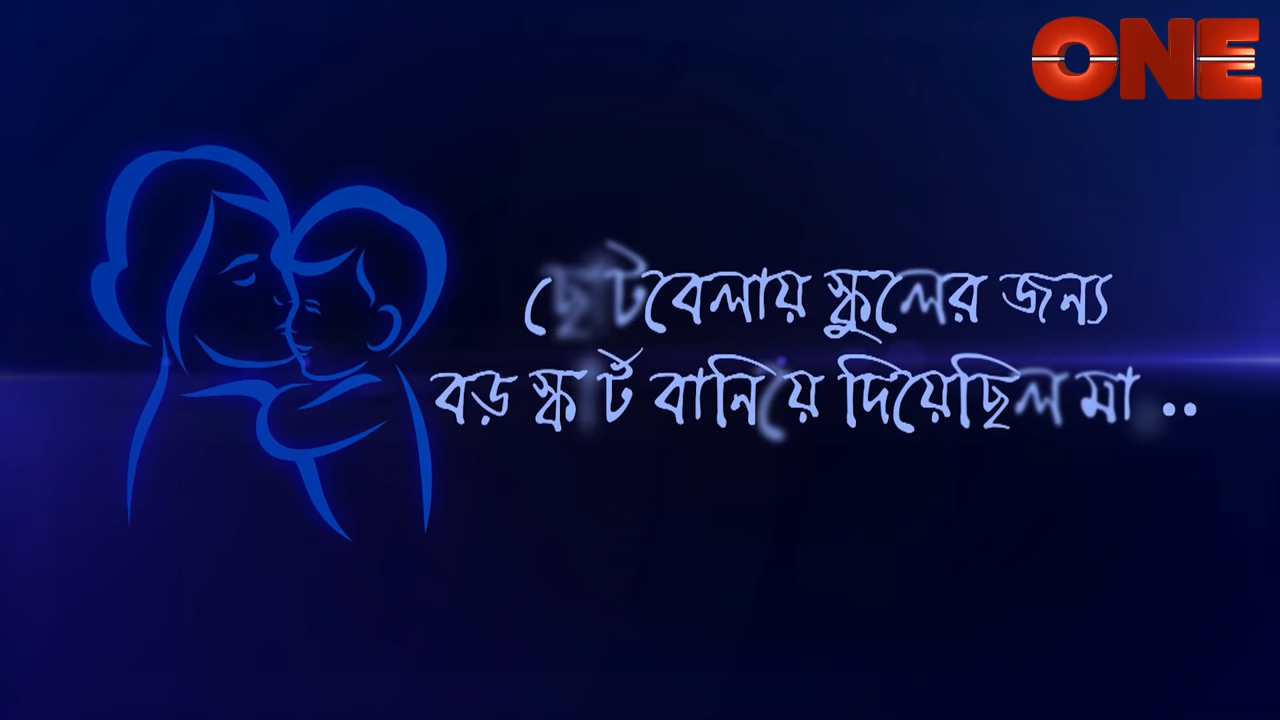 ONE
ছোটবেলায় স্কুলের জন্য
বড় স্কার্ট বানিয়ে দিয়েছিল মা ..